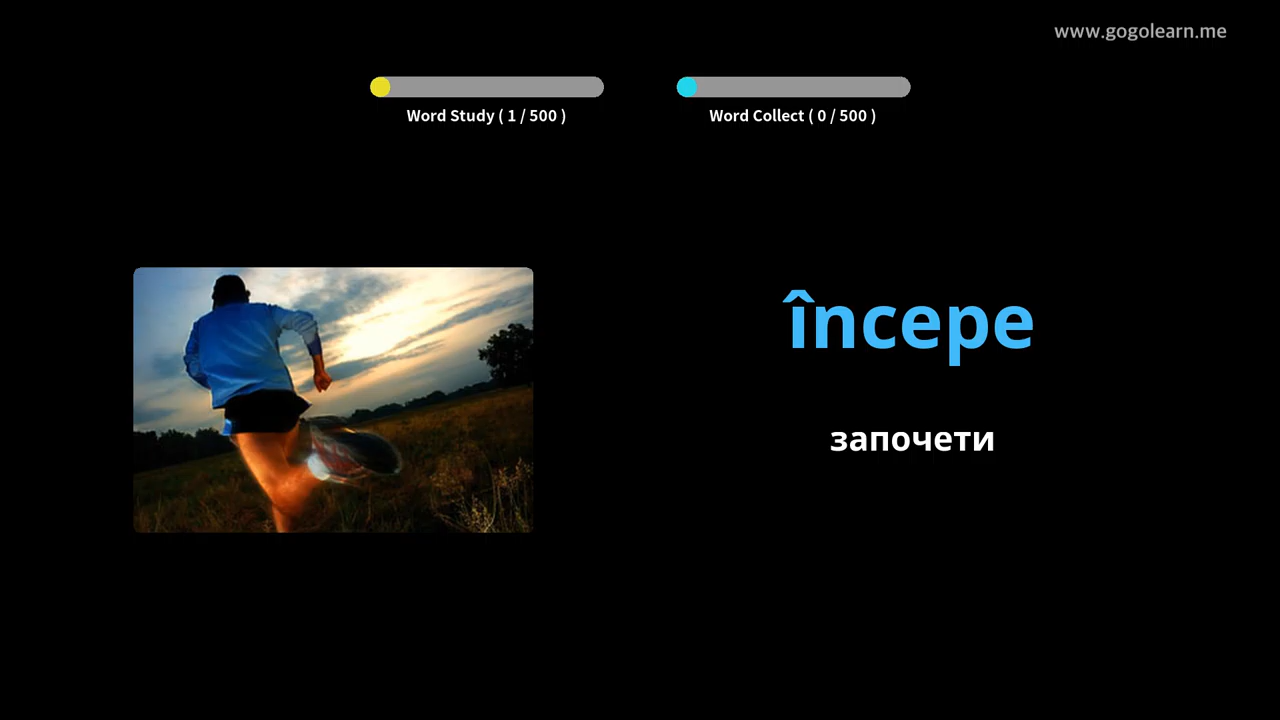 www.gogolearn.me
Word Study ( 1 / 500 )
Word Collect ( 0 / 500 )
începe
започети